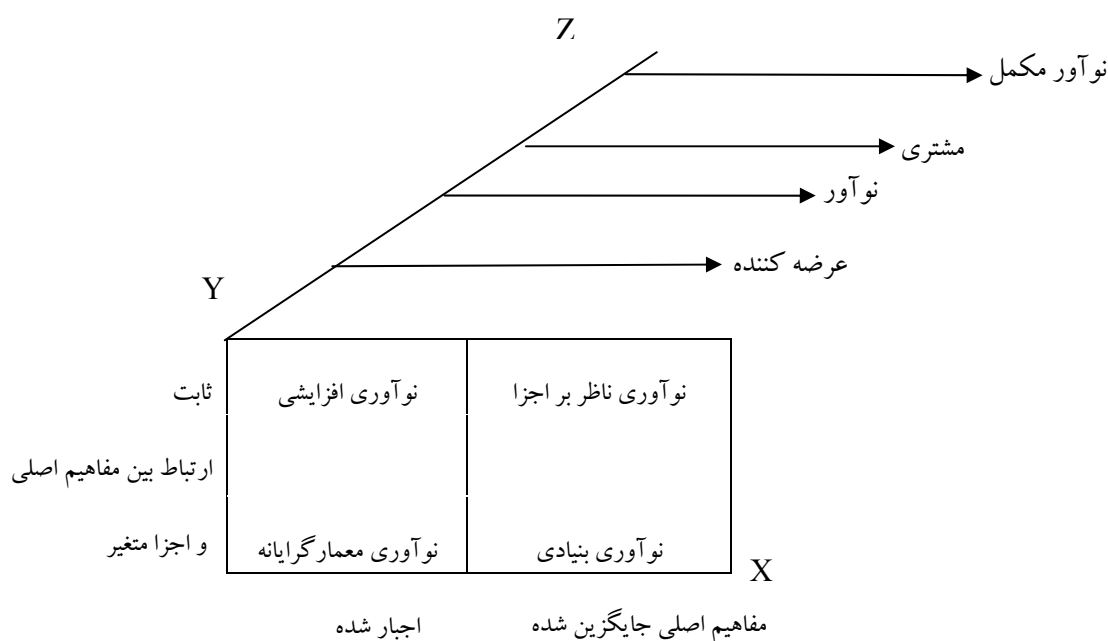 Z
نوآور مکمل
مشتری
نوآور
عرضه کننده
Y
ثابت
نوآوری افزایشی
نوآوری ناظر بر اجزا
ارتباط بین مفاهیم اصلی
و اجزا متغیر
نوآوری معمارگرایانه
نوآوری بنیادی
X
مفاهیم اصلی جایگزین شده
اجبار شده